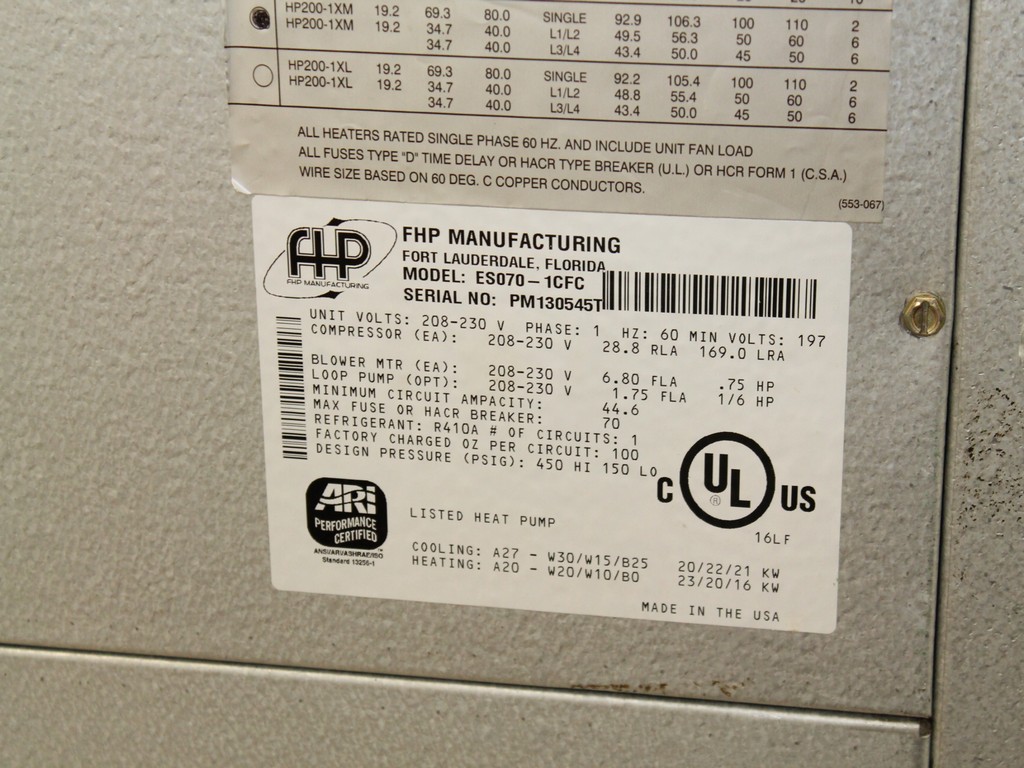 HP200-1XM 19.2 69.3 80.0 SINGLE 92.9 106.3 100 110 2
HP200-1XM 19.2 34.7 40.0 L1/L2 49.5 56.3 50 60 6
34.7 40.0 L3/L4 43.4 50.0 45 50 6
HP200-1XL 19.2 69.3 80.0 SINGLE 92.2 105.4 100 110 2
HP200-1XL 19.2 34.7 40.0 L1/L2 48.8 55.4 50 60 6
34.7 40.0 L3/L4 43.4 50.0 45 50 6
ALL HEATERS RATED SINGLE PHASE 60 HZ. AND INCLUDE UNIT FAN LOAD
ALL FUSES TYPE "D" TIME DELAY OR HACR TYPE BREAKER (U.L.) OR HCR FORM 1 (C.S.A.)
WIRE SIZE BASED ON 60 DEG. C COPPER CONDUCTORS.
(553-067)
FHP
FHP MANUFACTURING
FHP MANUFACTURING
FORT LAUDERDALE, FLORIDA
MODEL: ES070-1CFC
SERIAL NO: PM130545T
UNIT VOLTS: 208-230 V PHASE: 1 HZ: 60 MIN VOLTS: 197
COMPRESSOR (EA): 208-230 V 28.8 RLA 169.0 LRA
BLOWER MTR (EA): 208-230 V 6.80 FLA .75 HP
LOOP PUMP (OPT): 208-230 V 1.75 FLA 1/6 HP
MINIMUM CIRCUIT AMPACITY: 44.6
MAX FUSE OR HACR BREAKER: 70
REFRIGERANT: R410A # OF CIRCUITS: 1
FACTORY CHARGED OZ PER CIRCUIT: 100
DESIGN PRESSURE (PSIG): 450 HI 150 LO
C UL ® US
16LF
ARi
PERFORMANCE
CERTIFIED™
Standard 13256-1
LISTED HEAT PUMP
COOLING: A27 - W30/W15/B25 20/22/21 KW
HEATING: A20 - W20/W10/B0 23/20/16 KW
MADE IN THE USA